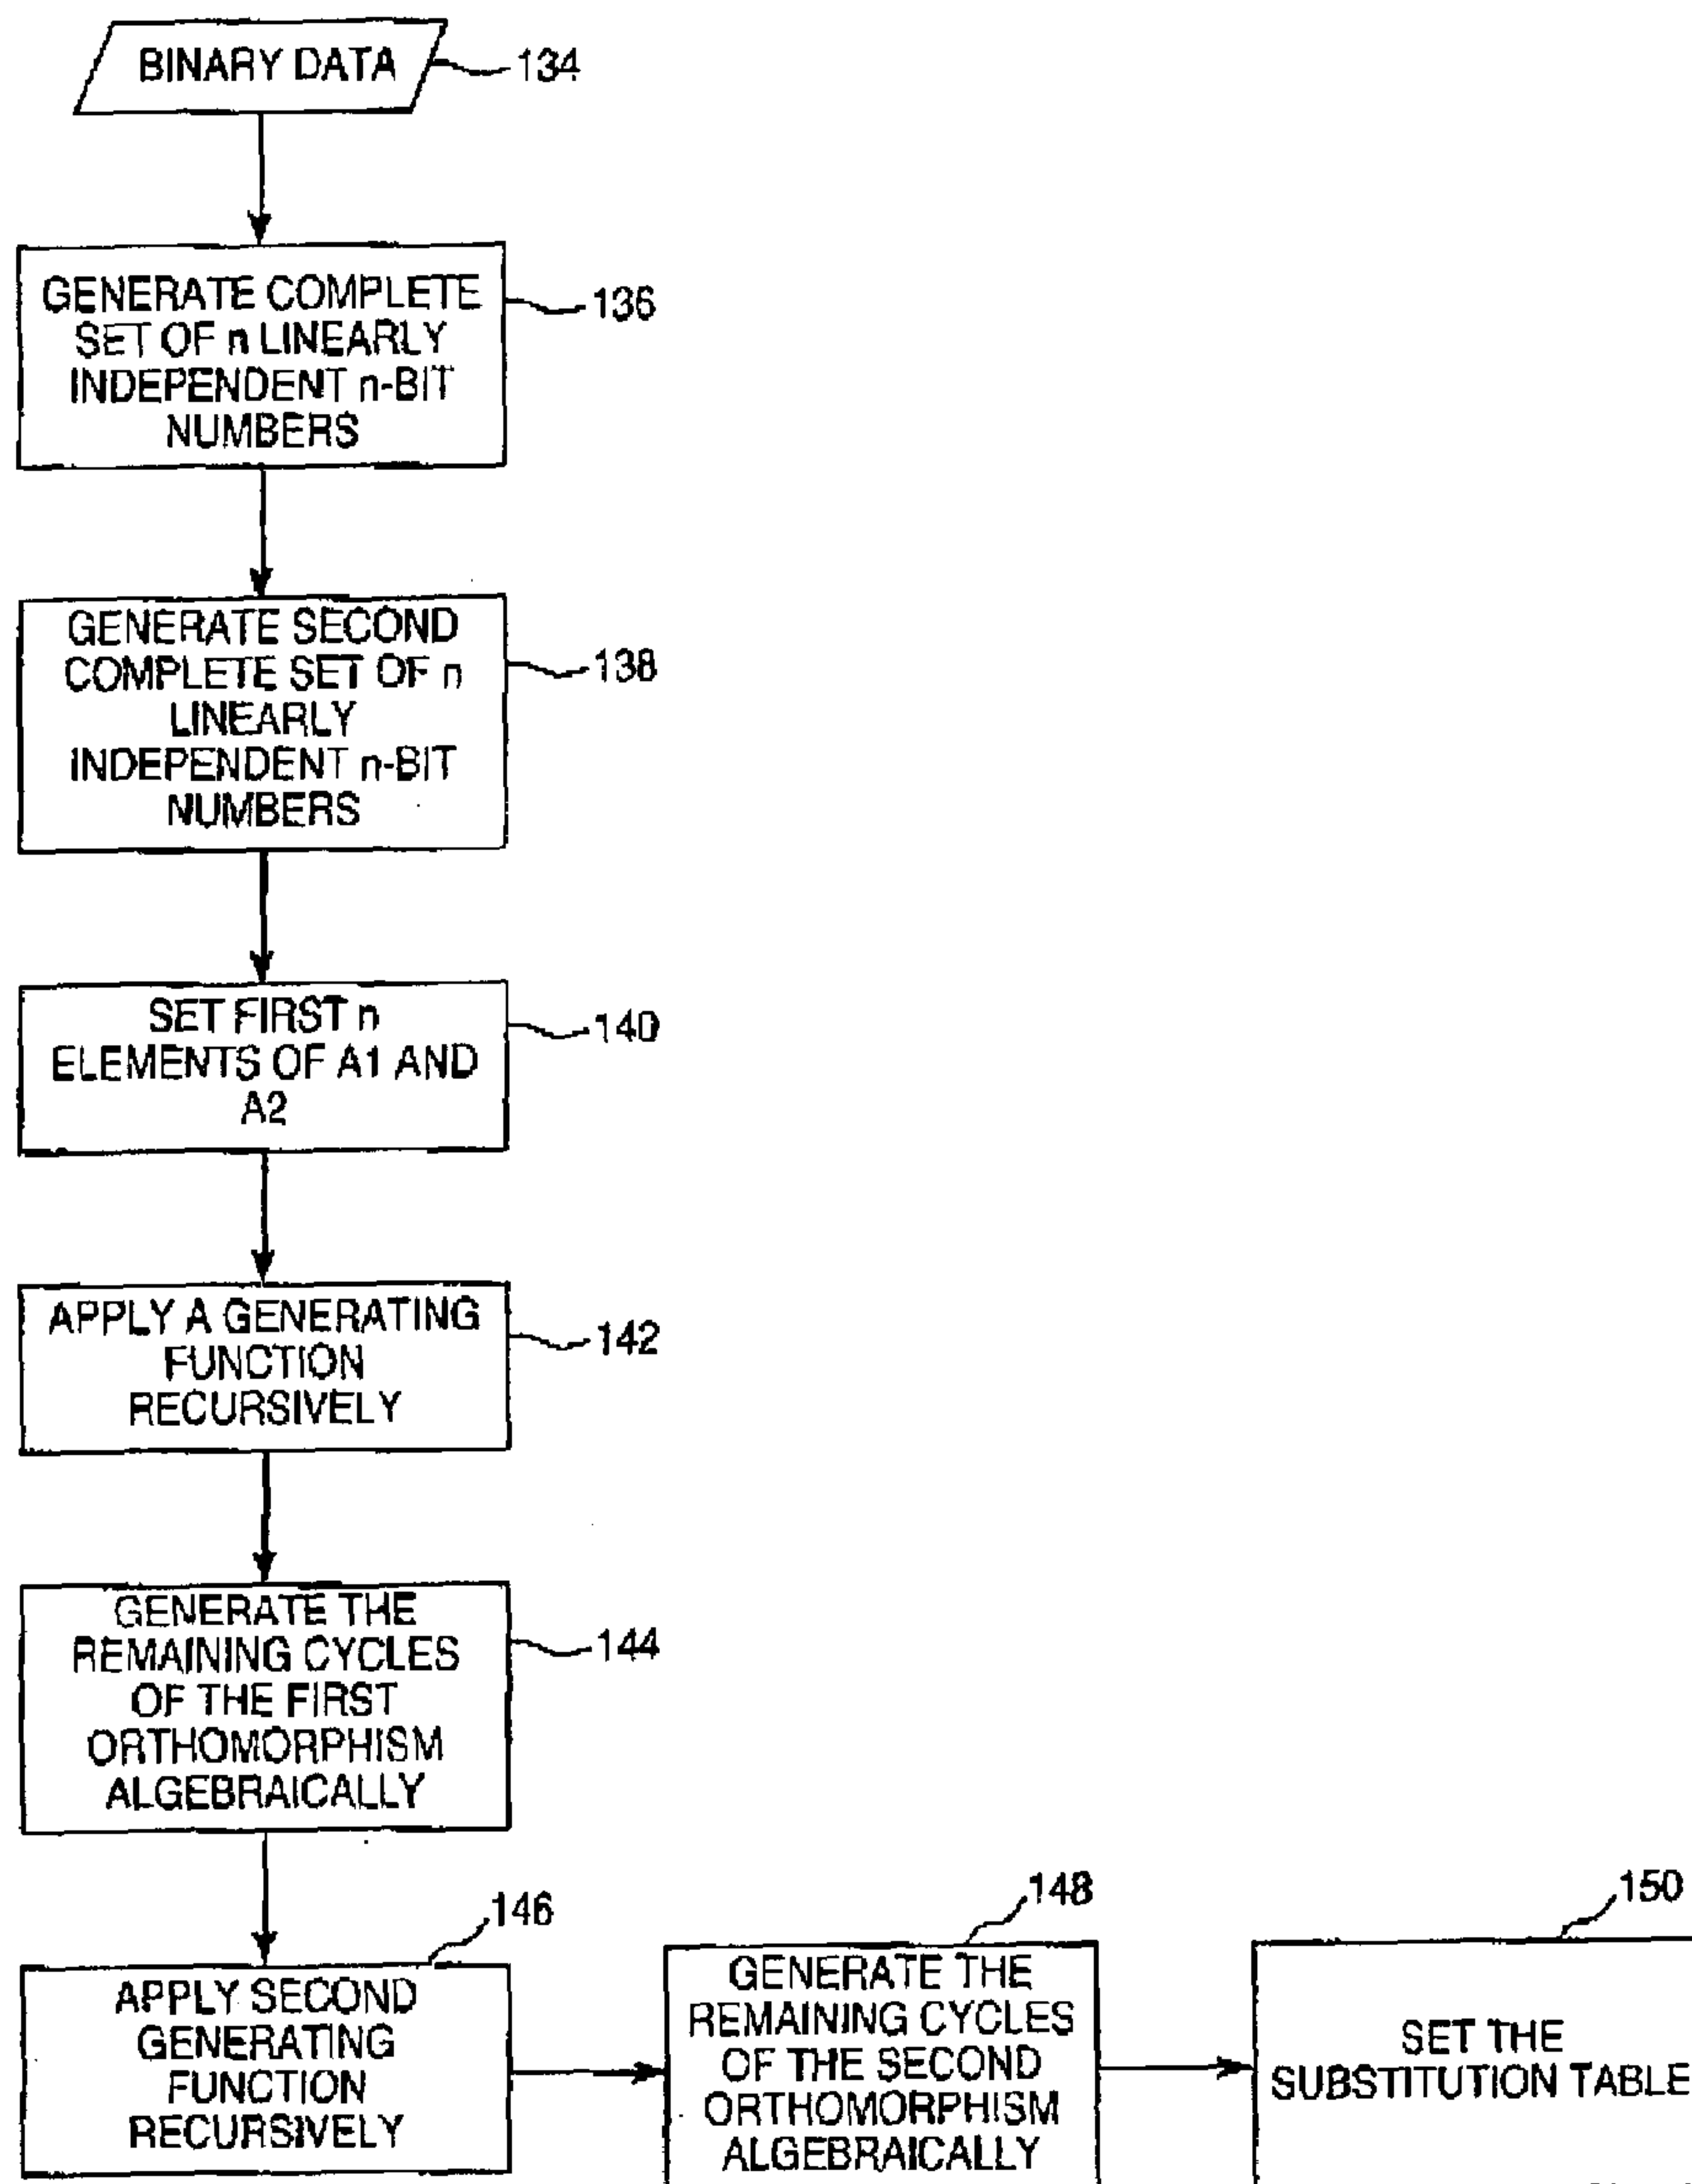 BINARY DATA
134
GENERATE COMPLETE
SET OF n LINEARLY
INDEPENDENT n-BIT
NUMBERS
136
GENERATE SECOND
COMPLETE SET OF n
LINEARLY
INDEPENDENT n-BIT
NUMBERS
138
SET FIRST n
ELEMENTS OF A1 AND
A2
140
APPLY A GENERATING
FUNCTION
RECURSIVELY
142
GENERATE THE
REMAINING CYCLES
OF THE FIRST
ORTHOMORPHISM
ALGEBRAICALLY
144
APPLY SECOND
GENERATING
FUNCTION
RECURSIVELY
146
GENERATE THE
REMAINING CYCLES
OF THE SECOND
ORTHOMORPHISM
ALGEBRAICALLY
148
SET THE
SUBSTITUTION TABLE
150